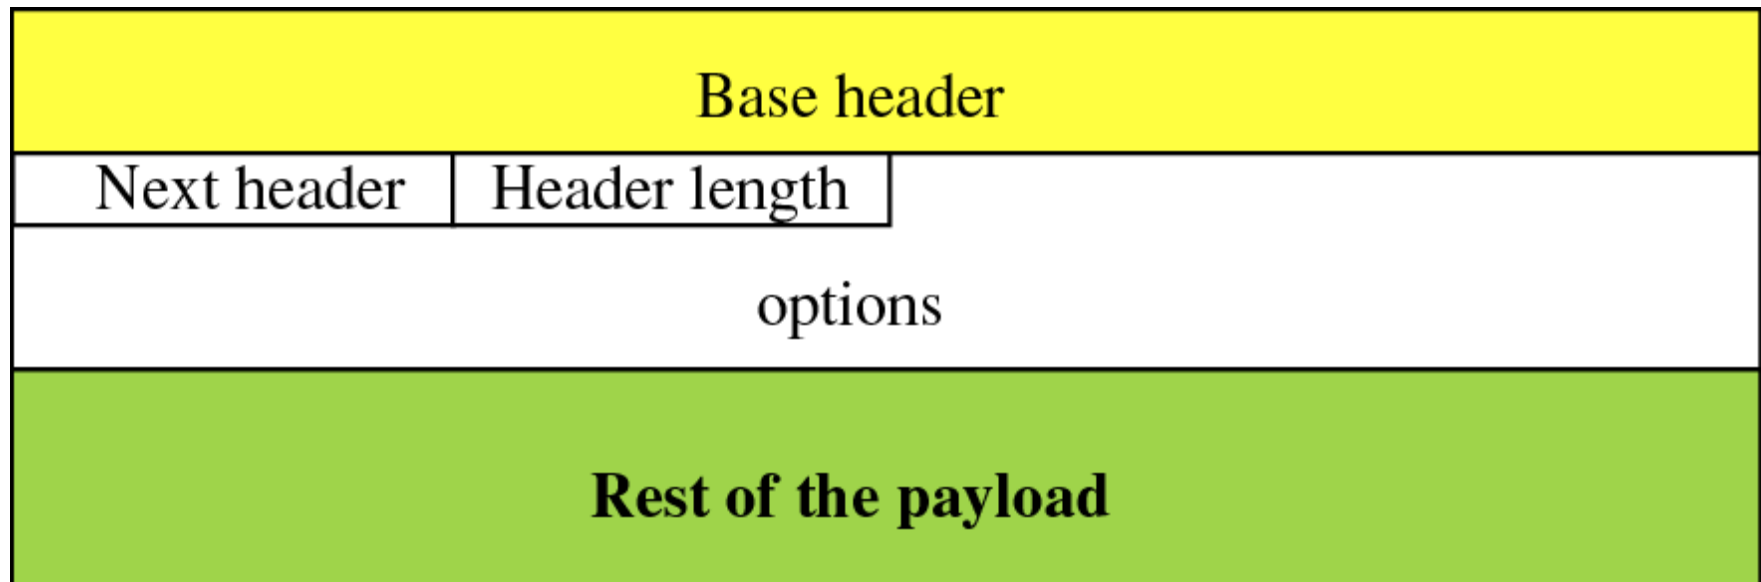 Base header
Next header Header length
options
Rest of the payload